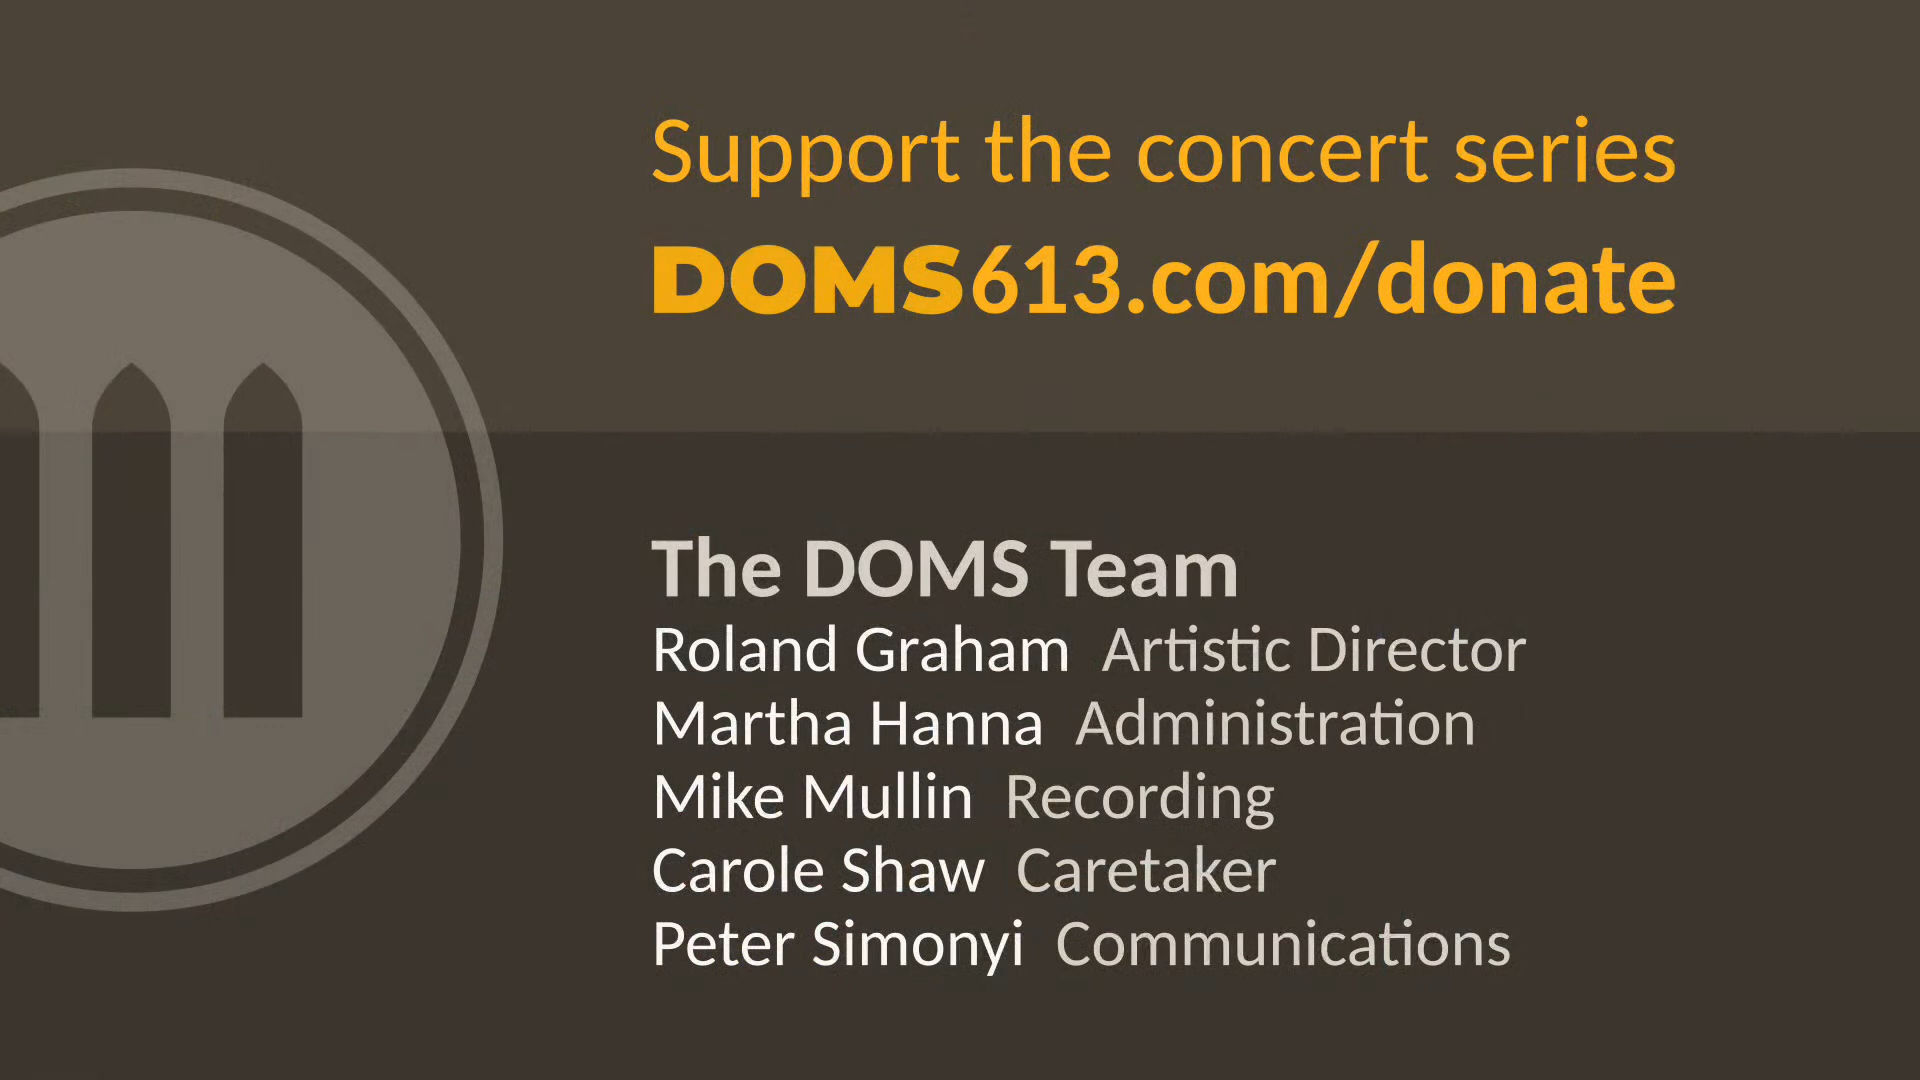 Support the concert series
DOMS613.com/donate
The DOMS Team
Roland Graham Artistic Director
Martha Hanna Administration
Mike Mullin Recording
Carole Shaw Caretaker
Peter Simonyi Communications